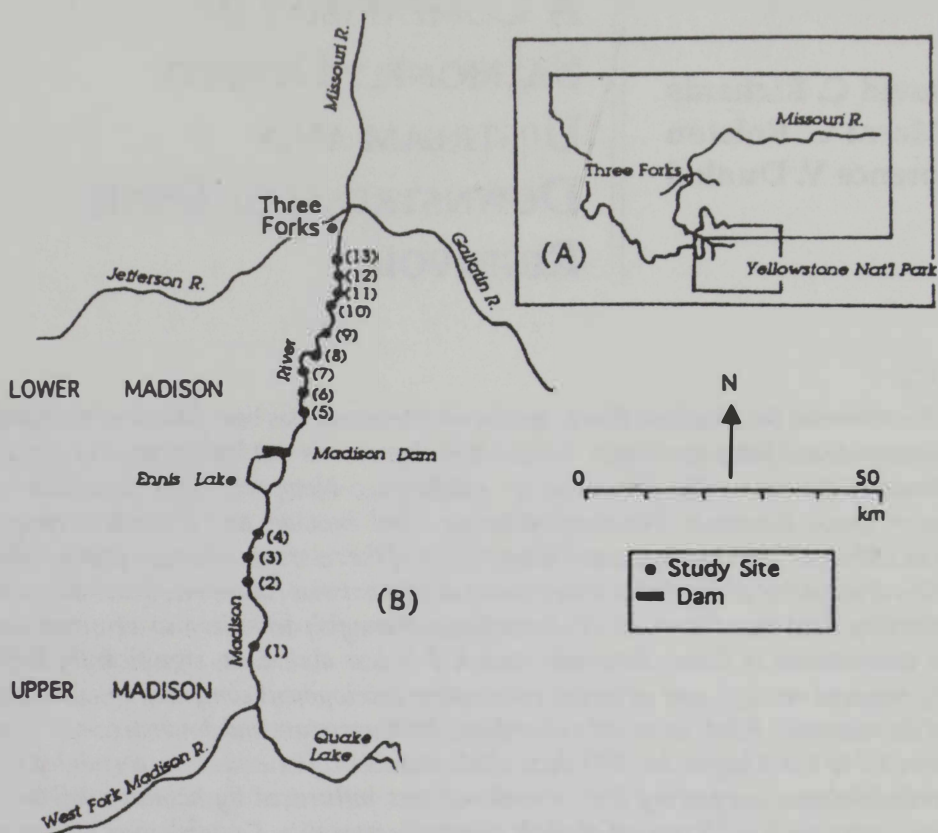 Missouri R.
Three
Forks
Jefferson R.
Gallatin R.
(13)
(12)
(11)
(10)
(9)
(8)
(7)
(6)
(5)
River
LOWER MADISON
Madison Dam
Ennis Lake
(4)
(3)
(2)
(1)
Madison
(B)
UPPER MADISON
Quake
Lake
West Fork Madison R.
Missouri R.
Three Forks
(A)
Yellowstone Nat'l Park
N
0 50
km
Study Site
Dam